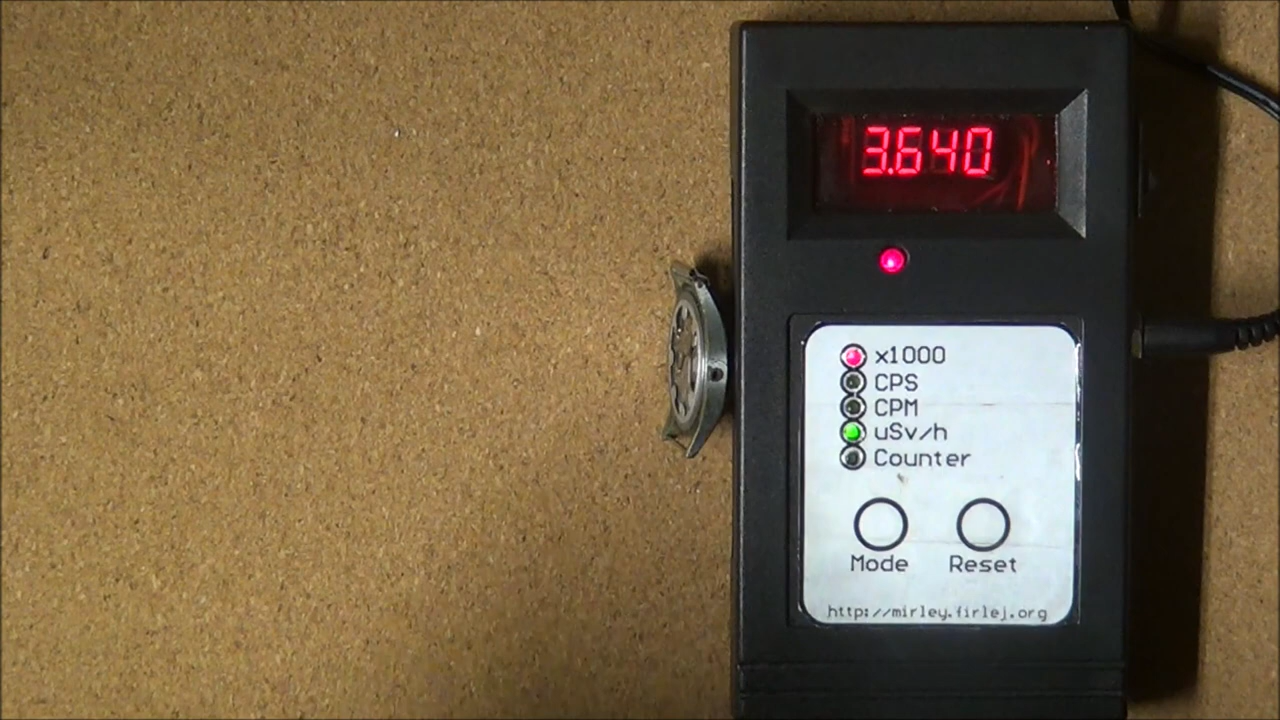 3.640
x1000
CPS
CPM
uSv/h
Counter
Mode Reset
http://mirley.firlej.org